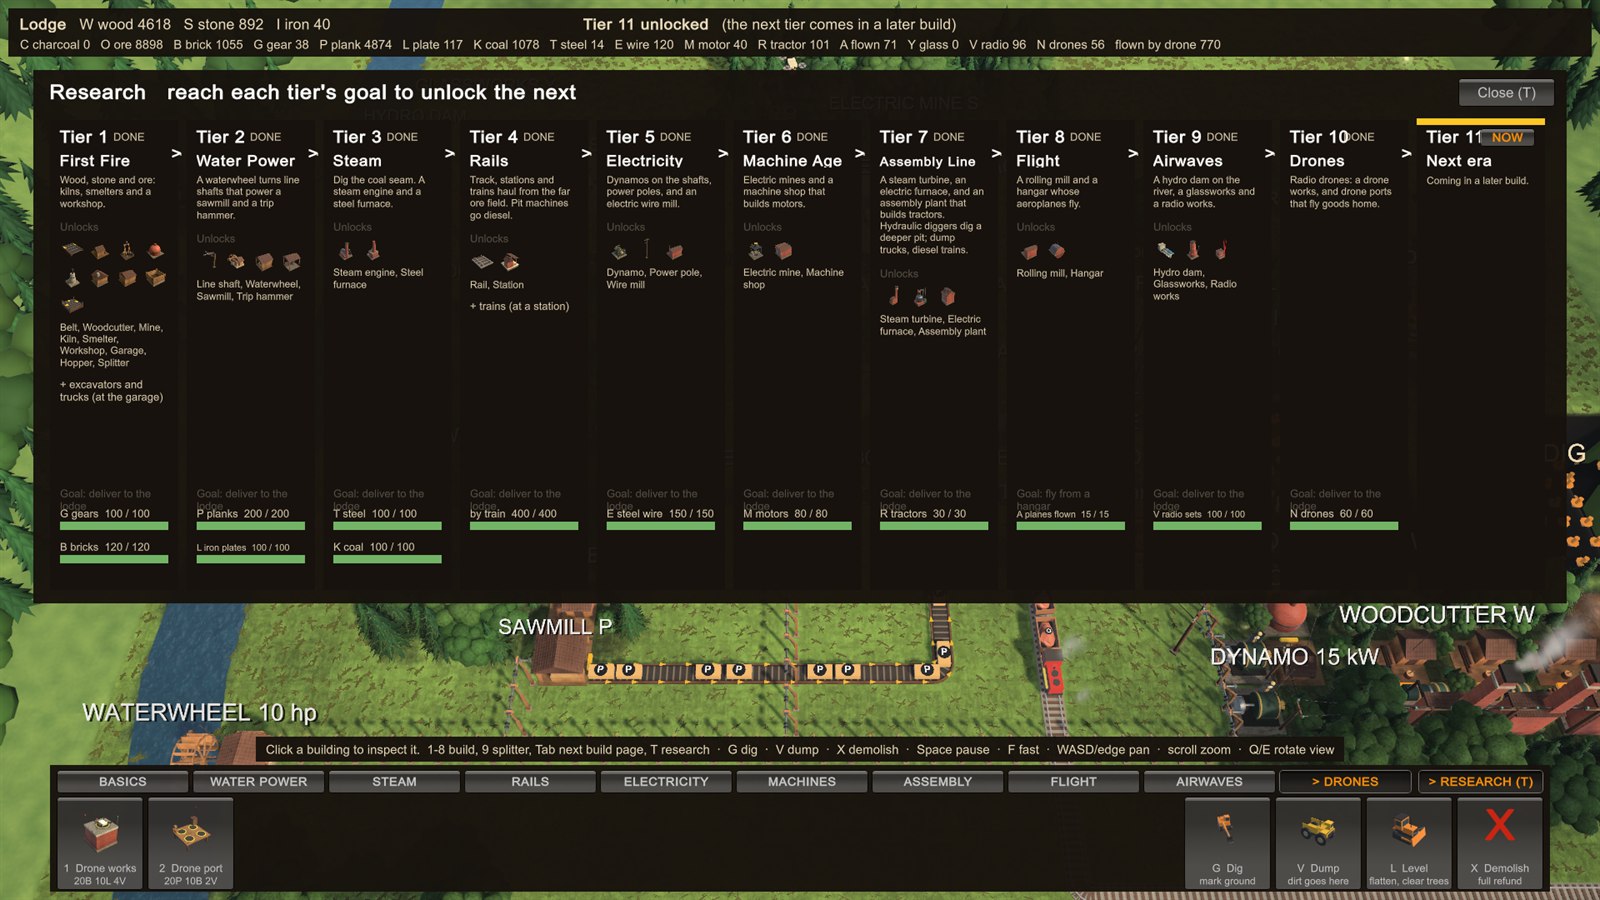 Lodge W wood 4618 S stone 892 I iron 40
Tier 11 unlocked (the next tier comes in a later build)
C charcoal 0 O ore 8898 B brick 1055 G gear 38 P plank 4874 L plate 117 K coal 1078 T steel 14 E wire 120 M motor 40 R tractor 101 A flown 71 Y glass 0 V radio 96 N drones 56 flown by drone 770
Research reach each tier's goal to unlock the next
Close (T)
Tier 1 DONE
First Fire
Wood, stone and ore:
kilns, smelters and a
workshop.
Unlocks
Belt, Woodcutter, Mine,
Kiln, Smelter,
Workshop, Garage,
Hopper, Splitter
+ excavators and
trucks (at the garage)
Goal: deliver to the
lodge
G gears 100 / 100
B bricks 120 / 120
>
Tier 2 DONE
Water Power
A waterwheel turns line
shafts that power a
sawmill and a trip
hammer.
Unlocks
Line shaft, Waterwheel,
Sawmill, Trip hammer
Goal: deliver to the
lodge
P planks 200 / 200
L iron plates 100 / 100
>
Tier 3 DONE
Steam
Dig the coal seam. A
steam engine and a
steel furnace.
Unlocks
Steam engine, Steel
furnace
Goal: deliver to the
lodge
T steel 100 / 100
K coal 100 / 100
>
Tier 4 DONE
Rails
Track, stations and
trains haul from the far
ore field. Pit machines
go diesel.
Unlocks
Rail, Station
+ trains (at a station)
Goal: deliver to the
lodge
by train 400 / 400
>
Tier 5 DONE
Electricity
Dynamos on the shafts,
power poles, and an
electric wire mill.
Unlocks
Dynamo, Power pole,
Wire mill
Goal: deliver to the
lodge
E steel wire 150 / 150
>
Tier 6 DONE
Machine Age
Electric mines and a
machine shop that
builds motors.
Unlocks
Electric mine, Machine
shop
Goal: deliver to the
lodge
M motors 80 / 80
>
Tier 7 DONE
Assembly Line
A steam turbine, an
electric furnace, and an
assembly plant that
builds tractors.
Hydraulic diggers dig a
deeper pit; dump
trucks, diesel trains.
Unlocks
Steam turbine, Electric
furnace, Assembly plant
Goal: deliver to the
lodge
R tractors 30 / 30
>
Tier 8 DONE
Flight
A rolling mill and a
hangar whose
aeroplanes fly.
Unlocks
Rolling mill, Hangar
Goal: fly from a
hangar
A planes flown 15 / 15
>
Tier 9 DONE
Airwaves
A hydro dam on the
river, a glassworks and
a radio works.
Unlocks
Hydro dam,
Glassworks, Radio
works
Goal: deliver to the
lodge
V radio sets 100 / 100
>
Tier 10 DONE
Drones
Radio drones: a drone
works, and drone ports
that fly goods home.
Goal: deliver to the
lodge
N drones 60 / 60
>
Tier 11 NOW
Next era
Coming in a later build.
ELECTRIC MINE S
SAWMILL P
WOODCUTTER W
DYNAMO 15 kW
WATERWHEEL 10 hp
P P P P P P P P
Click a building to inspect it. 1-8 build, 9 splitter, Tab next build page, T research · G dig · V dump · X demolish · Space pause · F fast · WASD/edge pan · scroll zoom · Q/E rotate view
BASICS
WATER POWER
STEAM
RAILS
ELECTRICITY
MACHINES
ASSEMBLY
FLIGHT
AIRWAVES
> DRONES
> RESEARCH (T)
1 Drone works
20B 10L 4V
2 Drone port
20P 10B 2V
G Dig
mark ground
V Dump
dirt goes here
L Level
flatten, clear trees
X Demolish
full refund